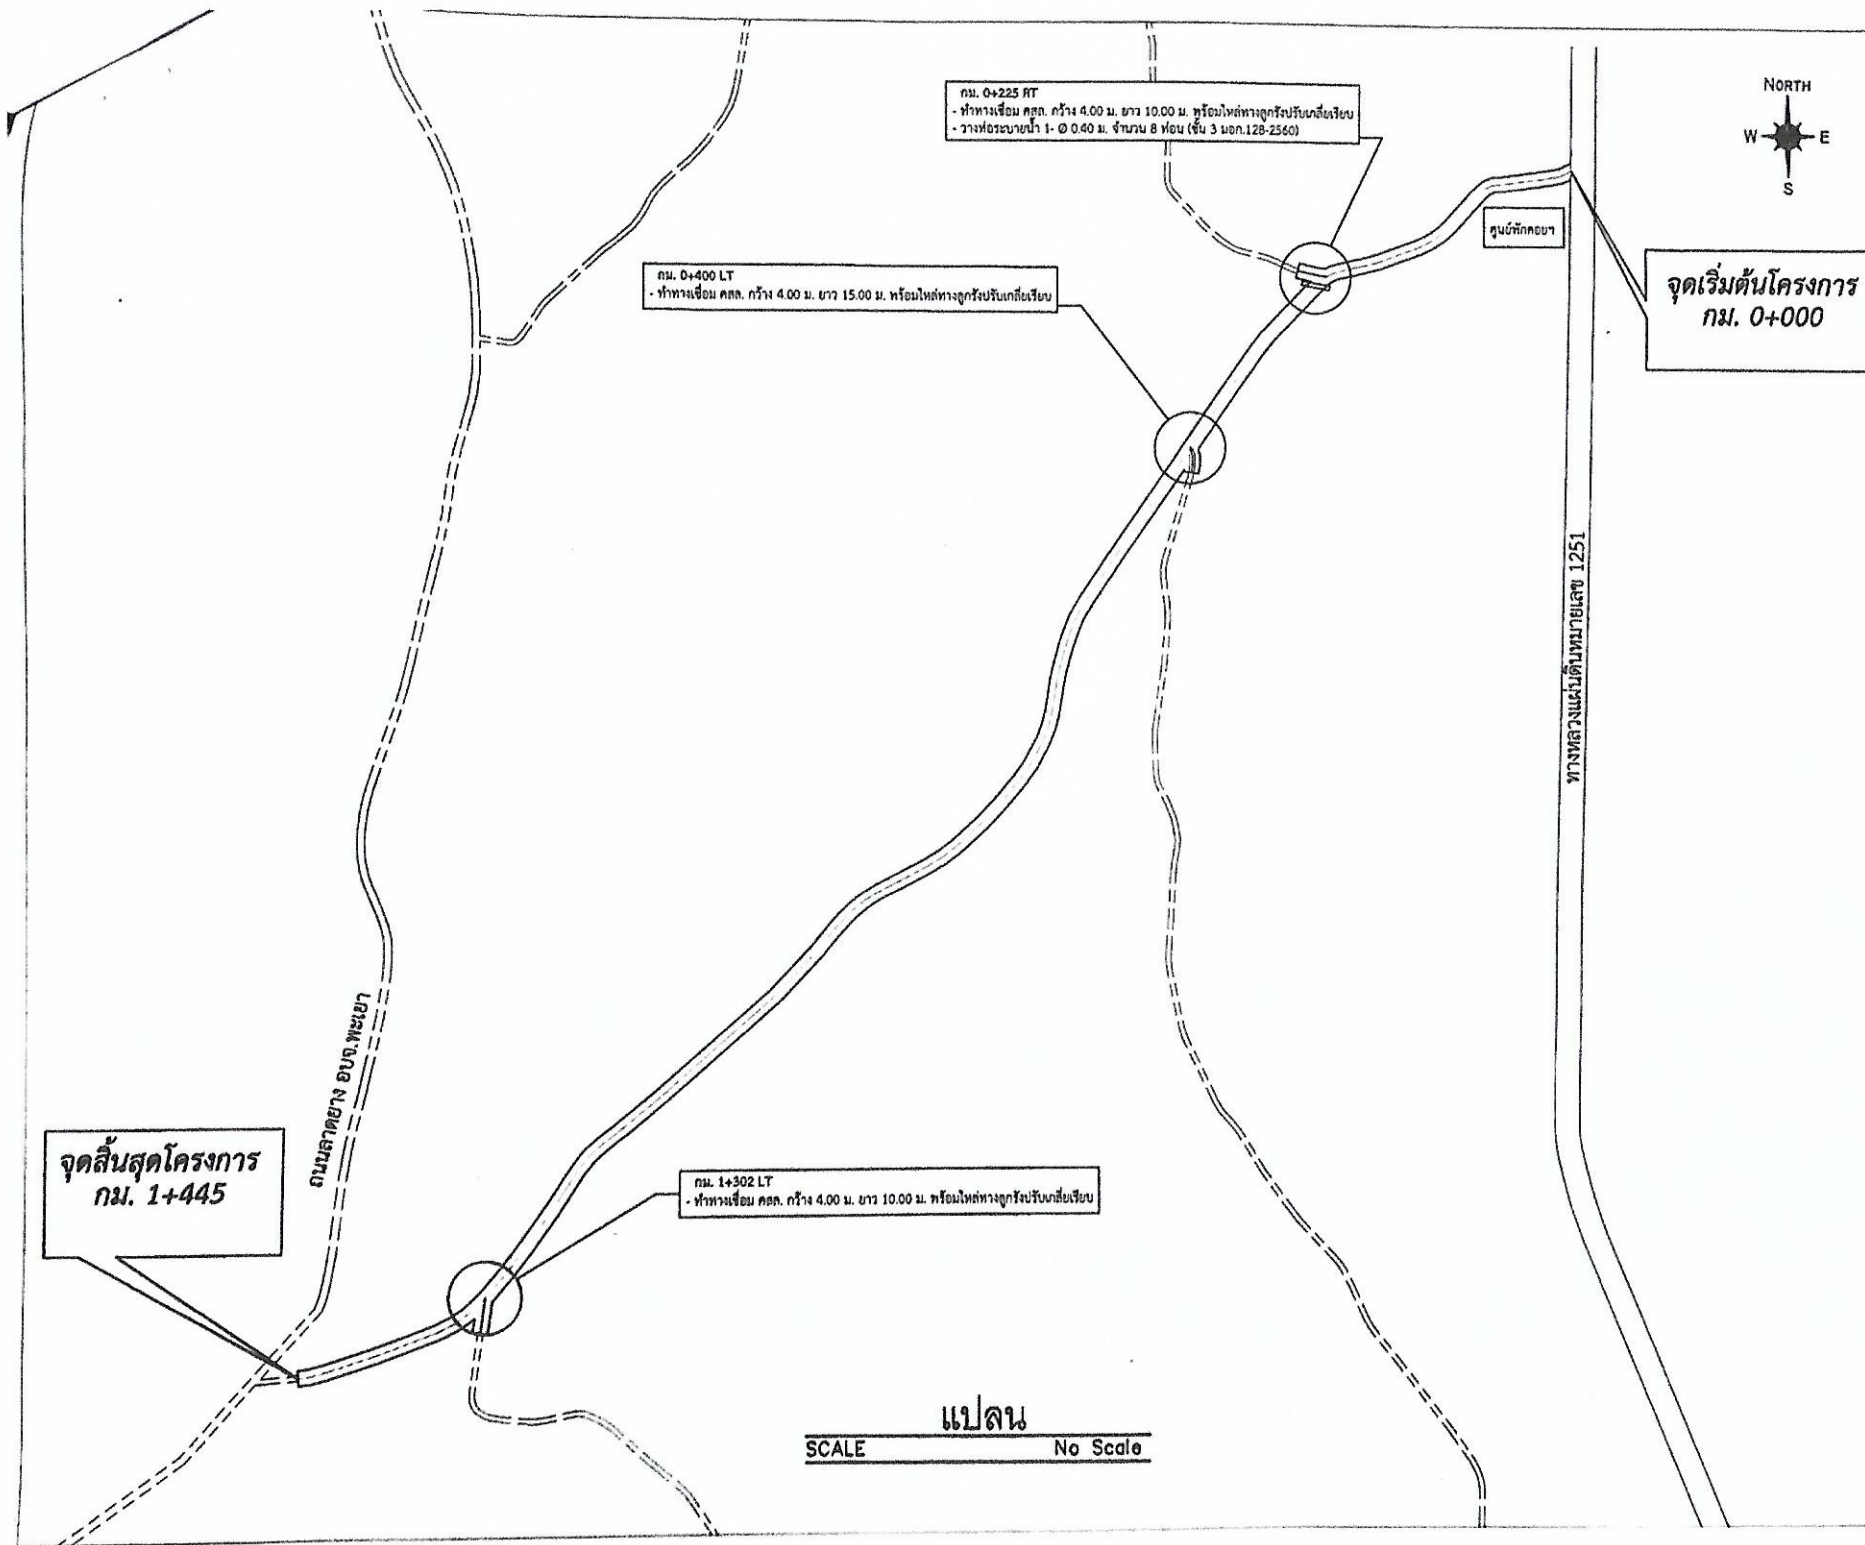 NORTH
W E
S
กม. 0+225 RT
- ทำทางเชื่อม คสล. กว้าง 4.00 ม. ยาว 10.00 ม. พร้อมไหล่ทางลูกรังปรับเกลี่ยเรียบ
- วางท่อระบายน้ำ 1- Ø 0.40 ม. จำนวน 8 ท่อน (ชั้น 3 มอก.128-2560)
ศูนย์พักคอยฯ
จุดเริ่มต้นโครงการ
กม. 0+000
กม. 0+400 LT
- ทำทางเชื่อม คสล. กว้าง 4.00 ม. ยาว 15.00 ม. พร้อมไหล่ทางลูกรังปรับเกลี่ยเรียบ
ทางหลวงแผ่นดินหมายเลข 1251
ถนนลาดยาง อบจ.พะเยา
จุดสิ้นสุดโครงการ
กม. 1+445
กม. 1+302 LT
- ทำทางเชื่อม คสล. กว้าง 4.00 ม. ยาว 10.00 ม. พร้อมไหล่ทางลูกรังปรับเกลี่ยเรียบ
แปลน
SCALE No Scale